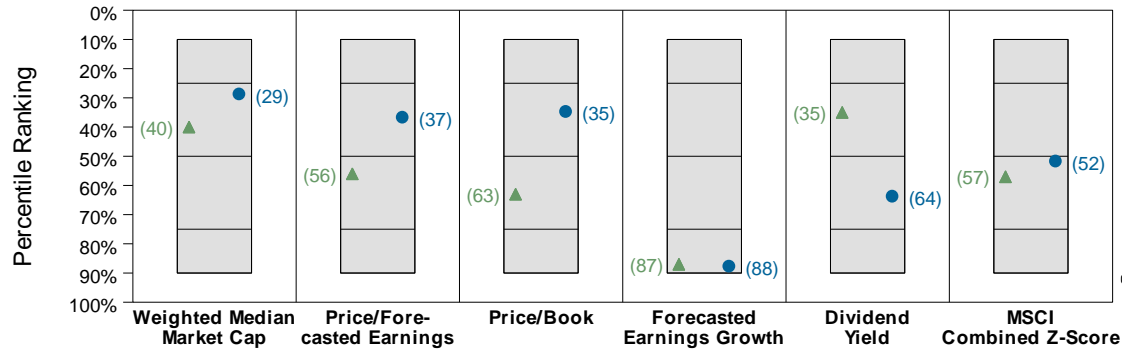 Percentile Ranking
0%
10%
20%
30%
40%
50%
60%
70%
80%
90%
100%
(40)
(29)
(56)
(37)
(63)
(35)
(87)
(88)
(35)
(64)
(57)
(52)
Weighted Median
Market Cap
Price/Fore-
casted Earnings
Price/Book
Forecasted
Earnings Growth
Dividend
Yield
MSCI
Combined Z-Score